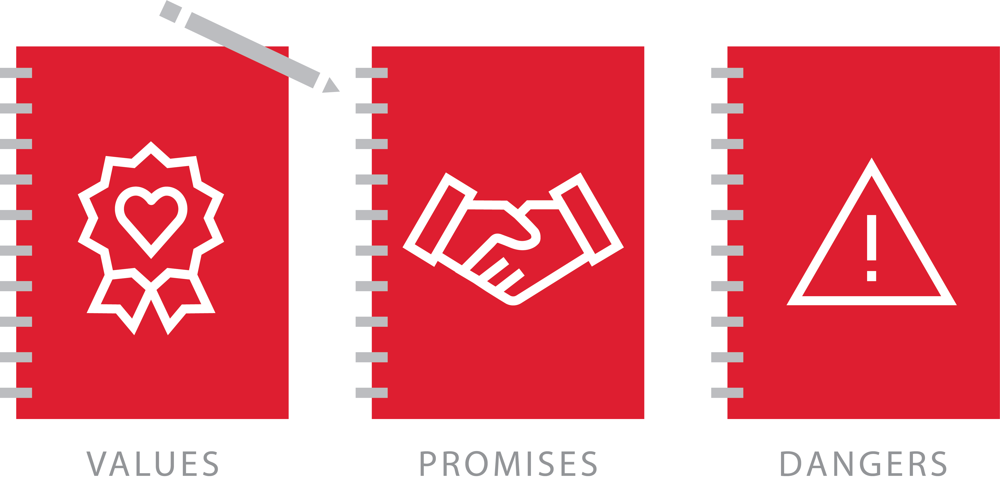 VALUES
PROMISES
DANGERS